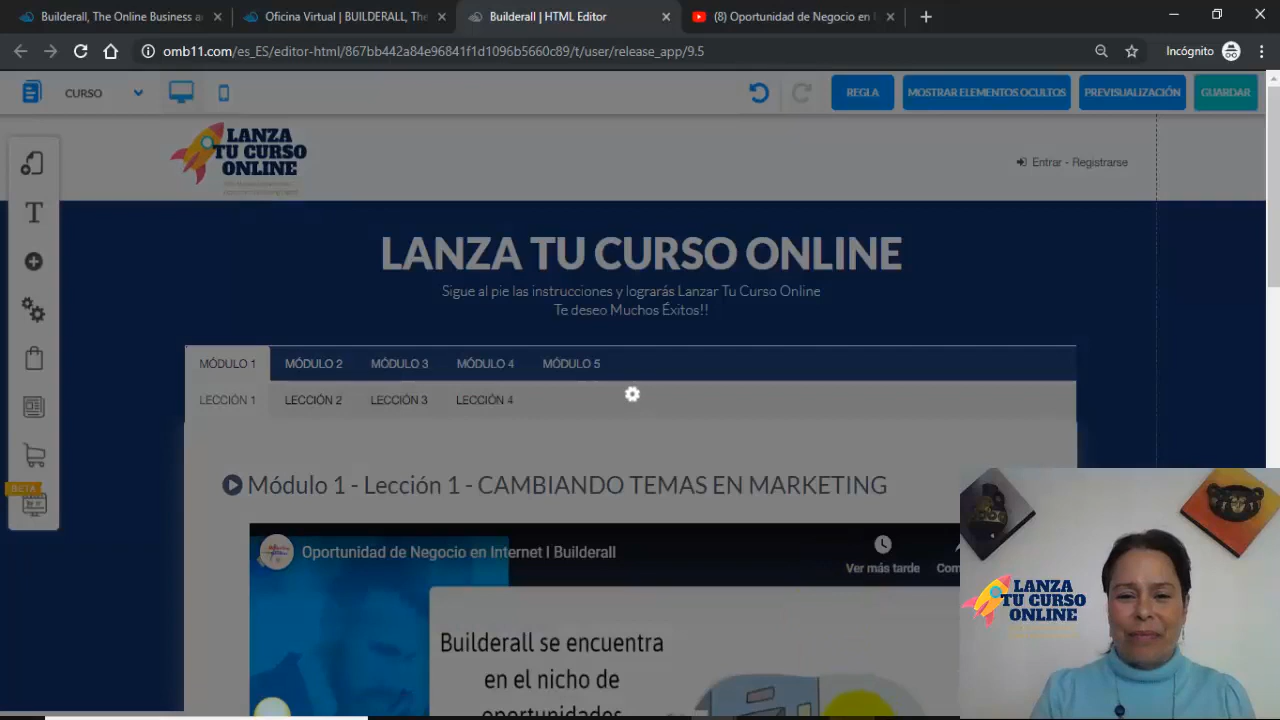 Builderall, The Online Business a
Oficina Virtual | BUILDERALL, The
Builderall | HTML Editor
(8) Oportunidad de Negocio en I
omb11.com/es_ES/editor-html/867bb442a84e96841f1d1096b5660c89/t/user/release_app/9.5
Incógnito
CURSO
REGLA
MOSTRAR ELEMENTOS OCULTOS
PREVISUALIZACIÓN
GUARDAR
LANZA
TU CURSO
ONLINE
Entrar - Registrarse
LANZA TU CURSO ONLINE
Sigue al pie las instrucciones y lograrás Lanzar Tu Curso Online
Te deseo Muchos Éxitos!!
MÓDULO 1 MÓDULO 2 MÓDULO 3 MÓDULO 4 MÓDULO 5
LECCIÓN 1 LECCIÓN 2 LECCIÓN 3 LECCIÓN 4
T
BETA
Módulo 1 - Lección 1 - CAMBIANDO TEMAS EN MARKETING
Oportunidad de Negocio en Internet I Builderall
Ver más tarde
Com
Builderall se encuentra
en el nicho de
oportunidades
LANZA
TU CURSO
ONLINE